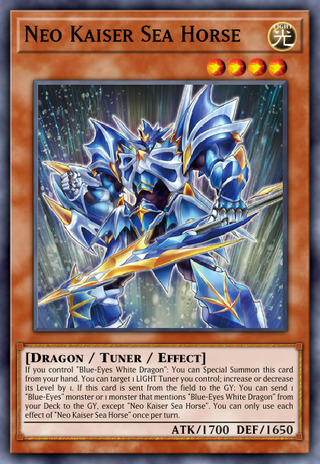 Neo Kaiser Sea Horse
LIGHT
光
[Dragon / Tuner / Effect]
If you control "Blue-Eyes White Dragon": You can Special Summon this card
from your hand. You can target 1 LIGHT Tuner you control; increase or decrease
its Level by 1. If this card is sent from the field to the GY: You can send 1
"Blue-Eyes" monster or 1 monster that mentions "Blue-Eyes White Dragon" from
your Deck to the GY, except "Neo Kaiser Sea Horse". You can only use each
effect of "Neo Kaiser Sea Horse" once per turn.
ATK/1700 DEF/1650